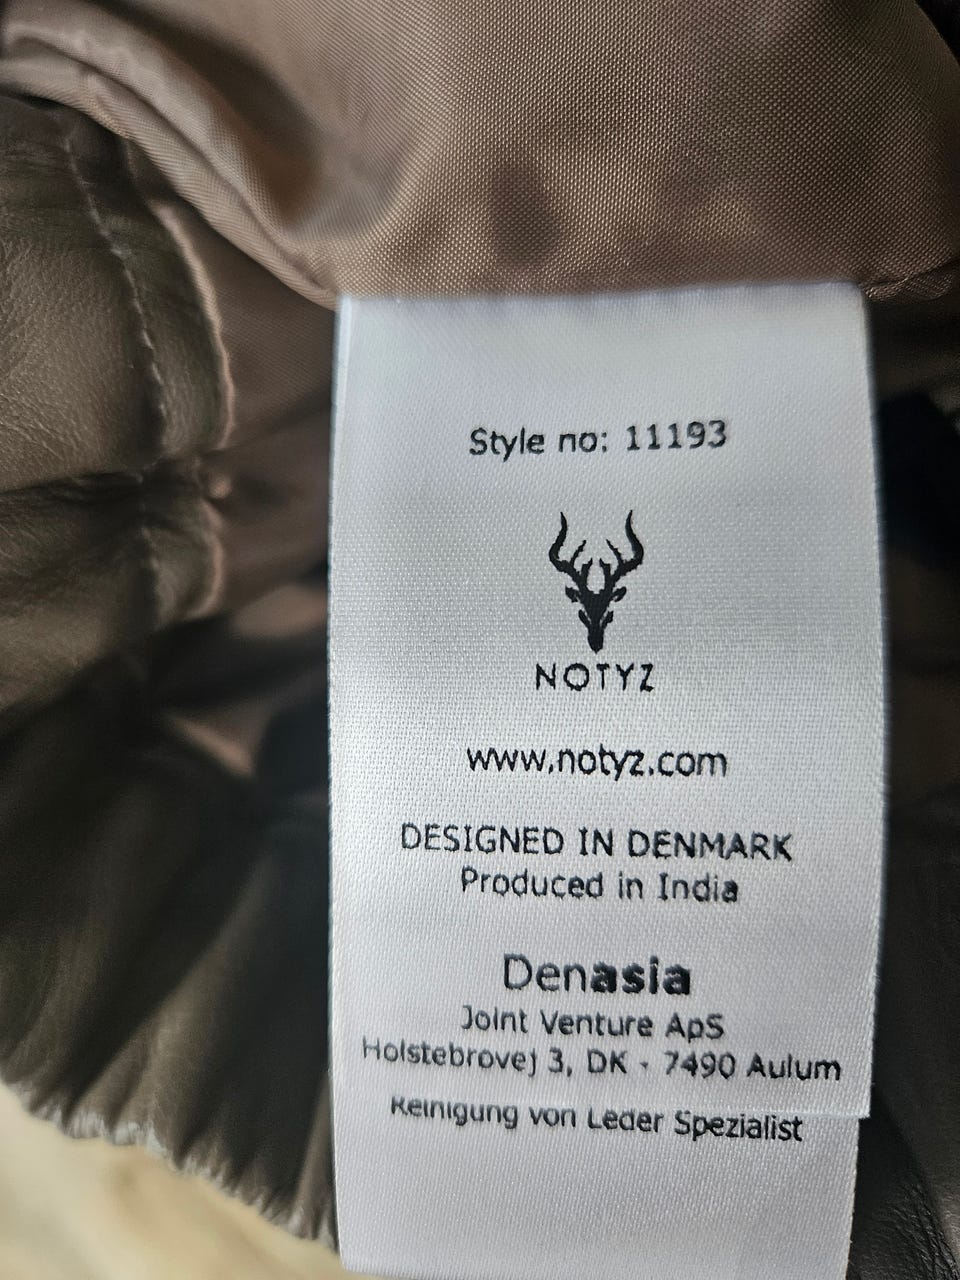 Style no: 11193
NOTYZ
www.notyz.com
DESIGNED IN DENMARK
Produced in India
Denasia
Joint Venture ApS
Holstebrovej 3, DK - 7490 Aulum
Reinigung von Leder Spezialist